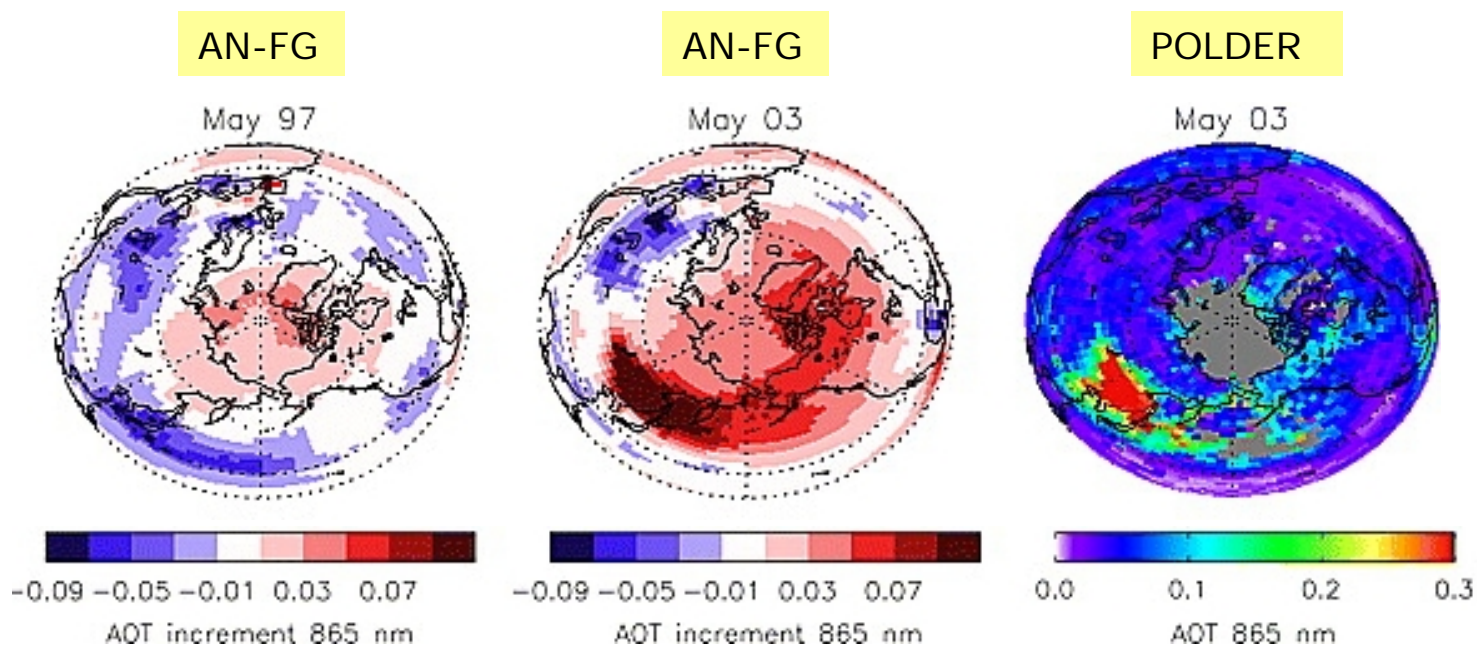 AN-FG AN-FG POLDER
May 97 May 03 May 03
-0.09 -0.05 -0.01 0.03 0.07 -0.09 -0.05 -0.01 0.03 0.07 0.0 0.1 0.2 0.3
AOT increment 865 nm AOT increment 865 nm AOT 865 nm